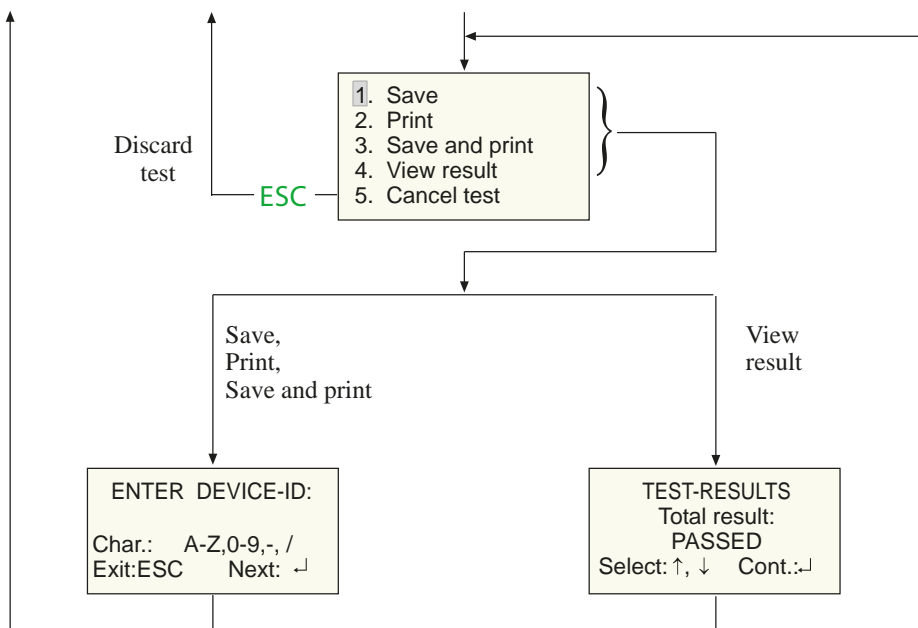 1. Save
2. Print
3. Save and print
4. View result
5. Cancel test
Discard
test
ESC
Save,
Print,
Save and print
View
result
ENTER DEVICE-ID:
Char.: A-Z,0-9,-, /
Exit:ESC Next: ↵
TEST-RESULTS
Total result:
PASSED
Select:↑, ↓ Cont.:↵